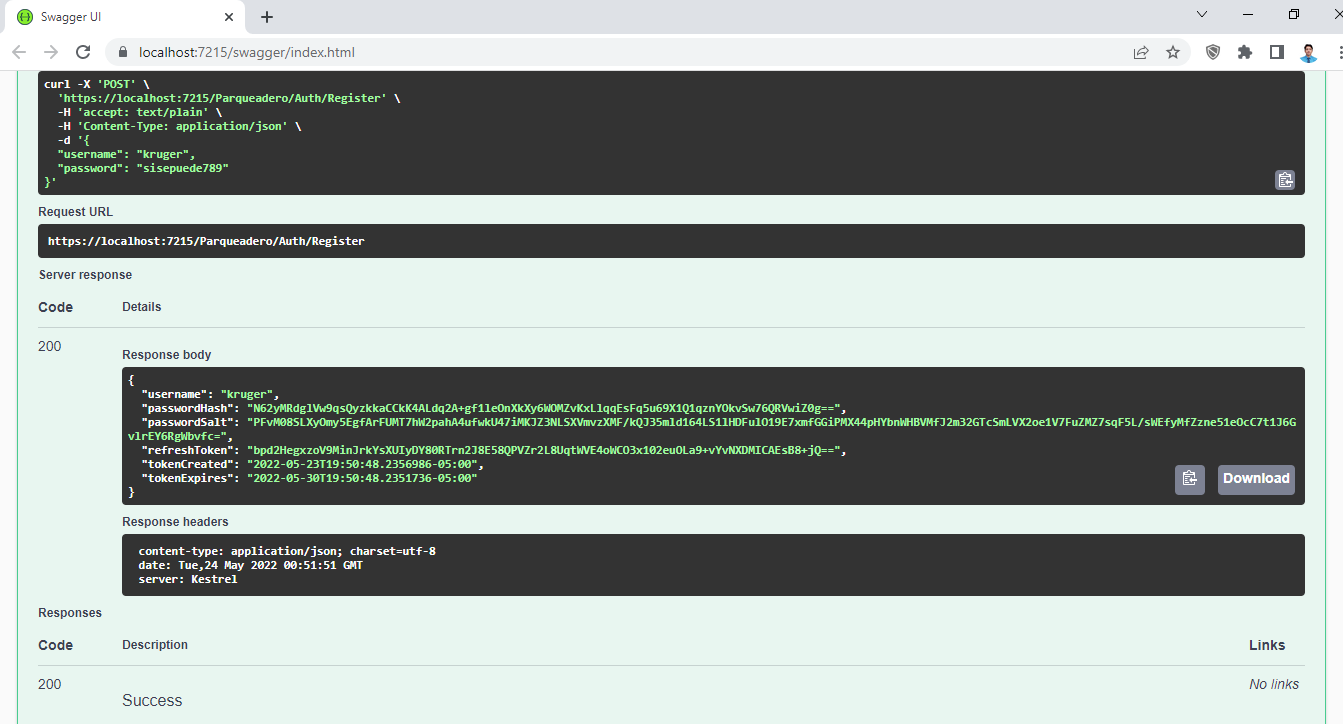 Swagger UI
localhost:7215/swagger/index.html
curl -X 'POST' \
'https://localhost:7215/Parqueadero/Auth/Register' \
-H 'accept: text/plain' \
-H 'Content-Type: application/json' \
-d '{
"username": "kruger",
"password": "sisepuede789"
}'
Request URL
https://localhost:7215/Parqueadero/Auth/Register
Server response
Code Details
200
Response body
{
"username": "kruger",
"passwordHash": "N62yMRdglVw9qsQyzkkaCCkK4ALdq2A+gf1leOnXkXy6WOMZvKxLlqqEsFq5u69X1Q1qznYOkvSw76QRVwiZ0g==",
"passwordSalt": "PFvM08SLXyOmy5EgfArFUMT7hW2pahA4ufwkU47iMKJZ3NLSXVmvzXMF/kQJ35mld164LS1lHDFulO19E7xmfGGiPMX44pHYbnWHBVMfJ2m32GTcSmLVX2oe1V7FuZMZ7sqF5L/sWEfyMfZzne51eOcC7t1J6G
vlrEY6RgWbvfc=",
"refreshToken": "bpd2HegxzoV9MinJrkYsXUIyDY80RTrn2J8E58QPVZr2L8UqtWVE4oWCO3x102euOLa9+vYvNXDMICAEsB8+jQ==",
"tokenCreated": "2022-05-23T19:50:48.2356986-05:00",
"tokenExpires": "2022-05-30T19:50:48.2351736-05:00"
}
Download
Response headers
content-type: application/json; charset=utf-8
date: Tue,24 May 2022 00:51:51 GMT
server: Kestrel
Responses
Code Description Links
200 No links
Success